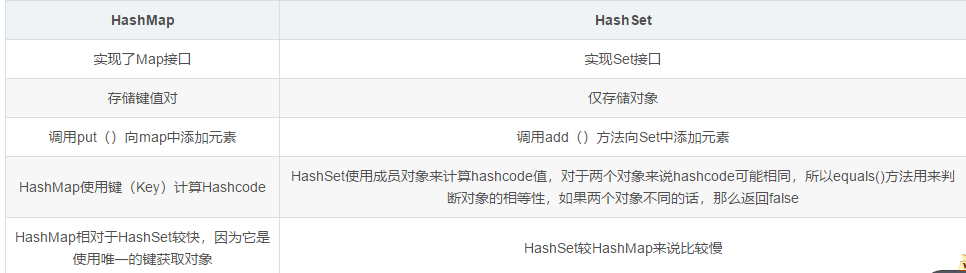 HashMap
HashSet
实现了Map接口
实现Set接口
存储键值对
仅存储对象
调用put（）向map中添加元素
调用add（）方法向Set中添加元素
HashMap使用键（Key）计算Hashcode
HashSet使用成员对象来计算hashcode值，对于两个对象来说hashcode可能相同，所以equals()方法用来判
断对象的相等性，如果两个对象不同的话，那么返回false
HashMap相对于HashSet较快，因为它是
使用唯一的键获取对象
HashSet较HashMap来说比较慢